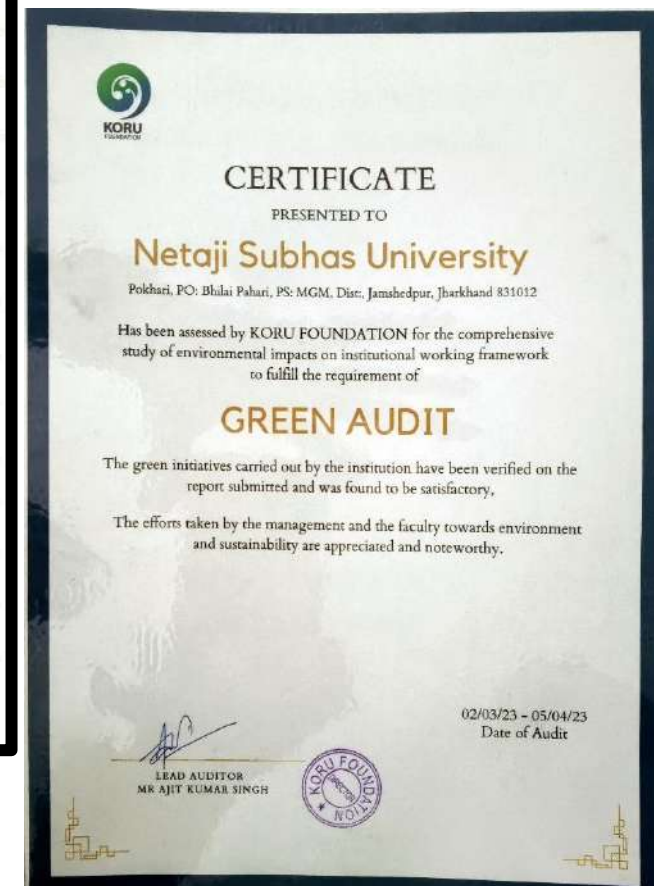 KORU
FOUNDATION
CERTIFICATE
PRESENTED TO
Netaji Subhas University
Pokhari, PO: Bhilai Pahari, PS: MGM, Dist:, Jamshedpur, Jharkhand 831012
Has been assessed by KORU FOUNDATION for the comprehensive
study of environmental impacts on institutional working framework
to fulfill the requirement of
GREEN AUDIT
The green initiatives carried out by the institution have been verified on the
report submitted and was found to be satisfactory,
The efforts taken by the management and the faculty towards environment
and sustainability are appreciated and noteworthy.
02/03/23 - 05/04/23
Date of Audit
LEAD AUDITOR
MR AJIT KUMAR SINGH
KORU FOUNDATION
DIRECTOR